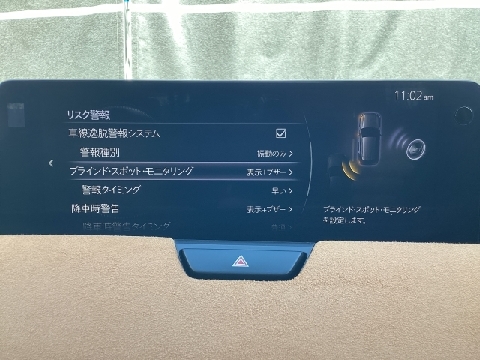 11:02am
リスク警報
車線逸脱警報システム
警報種別 振動のみ
ブラインド・スポット・モニタリング 表示+ブザー
警報タイミング 早い
降車時警告 表示+ブザー
ブラインド・スポット・モニタリング
を設定します。